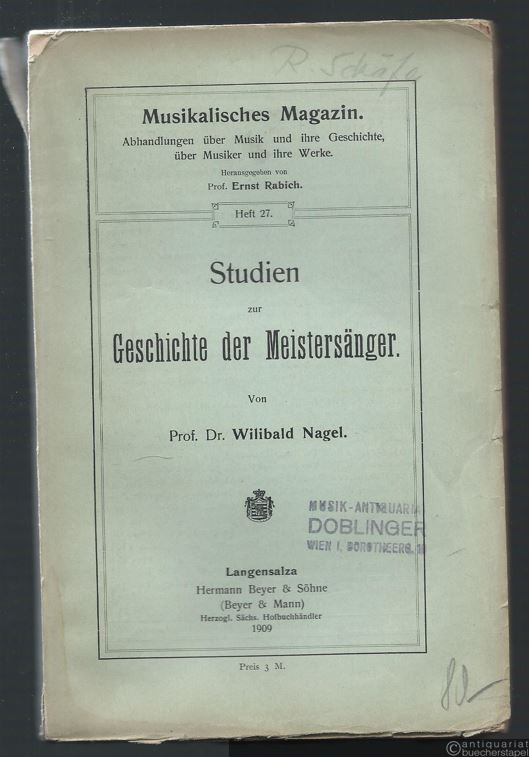 R. Schäfer
Musikalisches Magazin.
Abhandlungen über Musik und ihre Geschichte,
über Musiker und ihre Werke.
Herausgegeben von
Prof. Ernst Rabich.
Heft 27.
Studien
zur
Geschichte der Meistersänger.
Von
Prof. Dr. Wilibald Nagel.
MUSIK-ANTIQUARIA
DOBLINGER
WIEN I. DOROTHEERG.
Langensalza
Hermann Beyer & Söhne
(Beyer & Mann)
Herzogl. Sächs. Hofbuchhändler
1909
Preis 3 M.
©antiquariat
buecherstapel